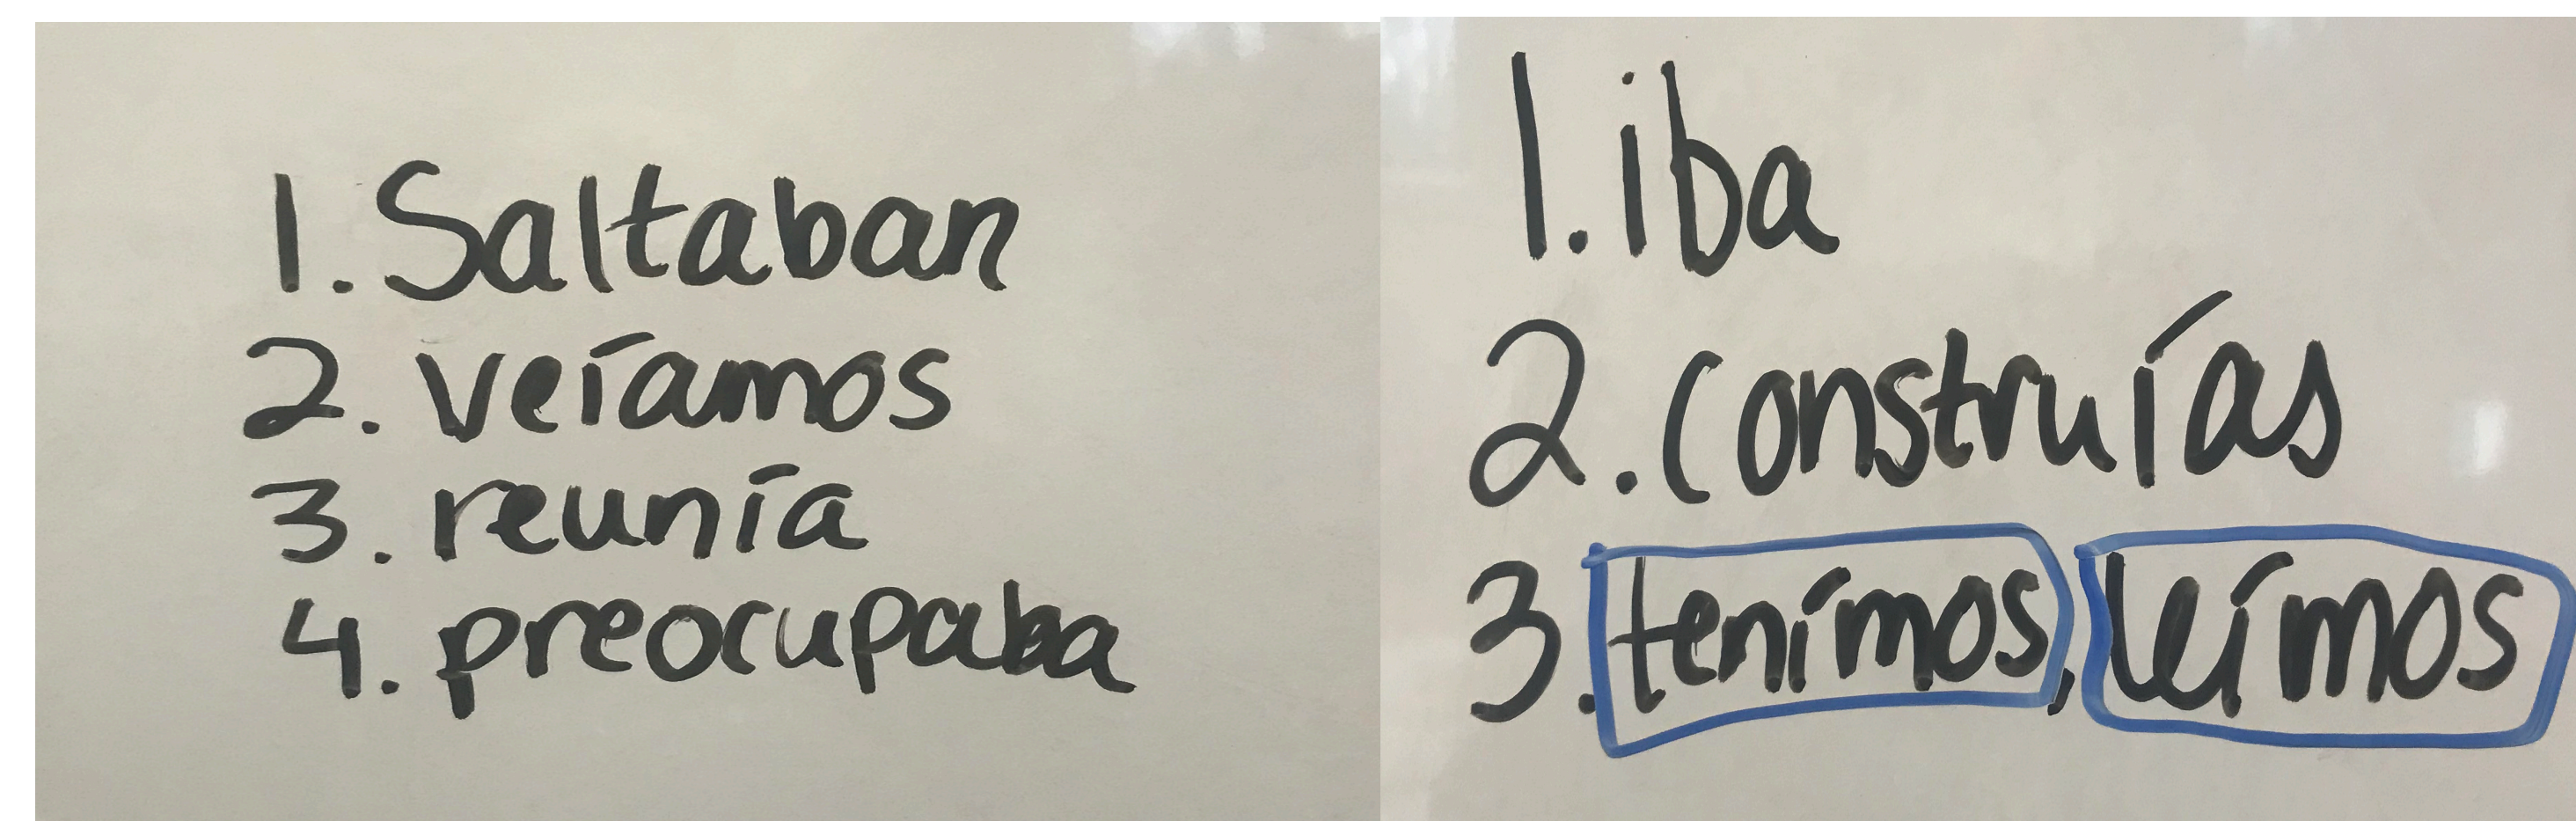 1. Saltaban
2. veíamos
3. reunía
4. preocupaba
1. iba
2. construías
3. tenímos, leímos